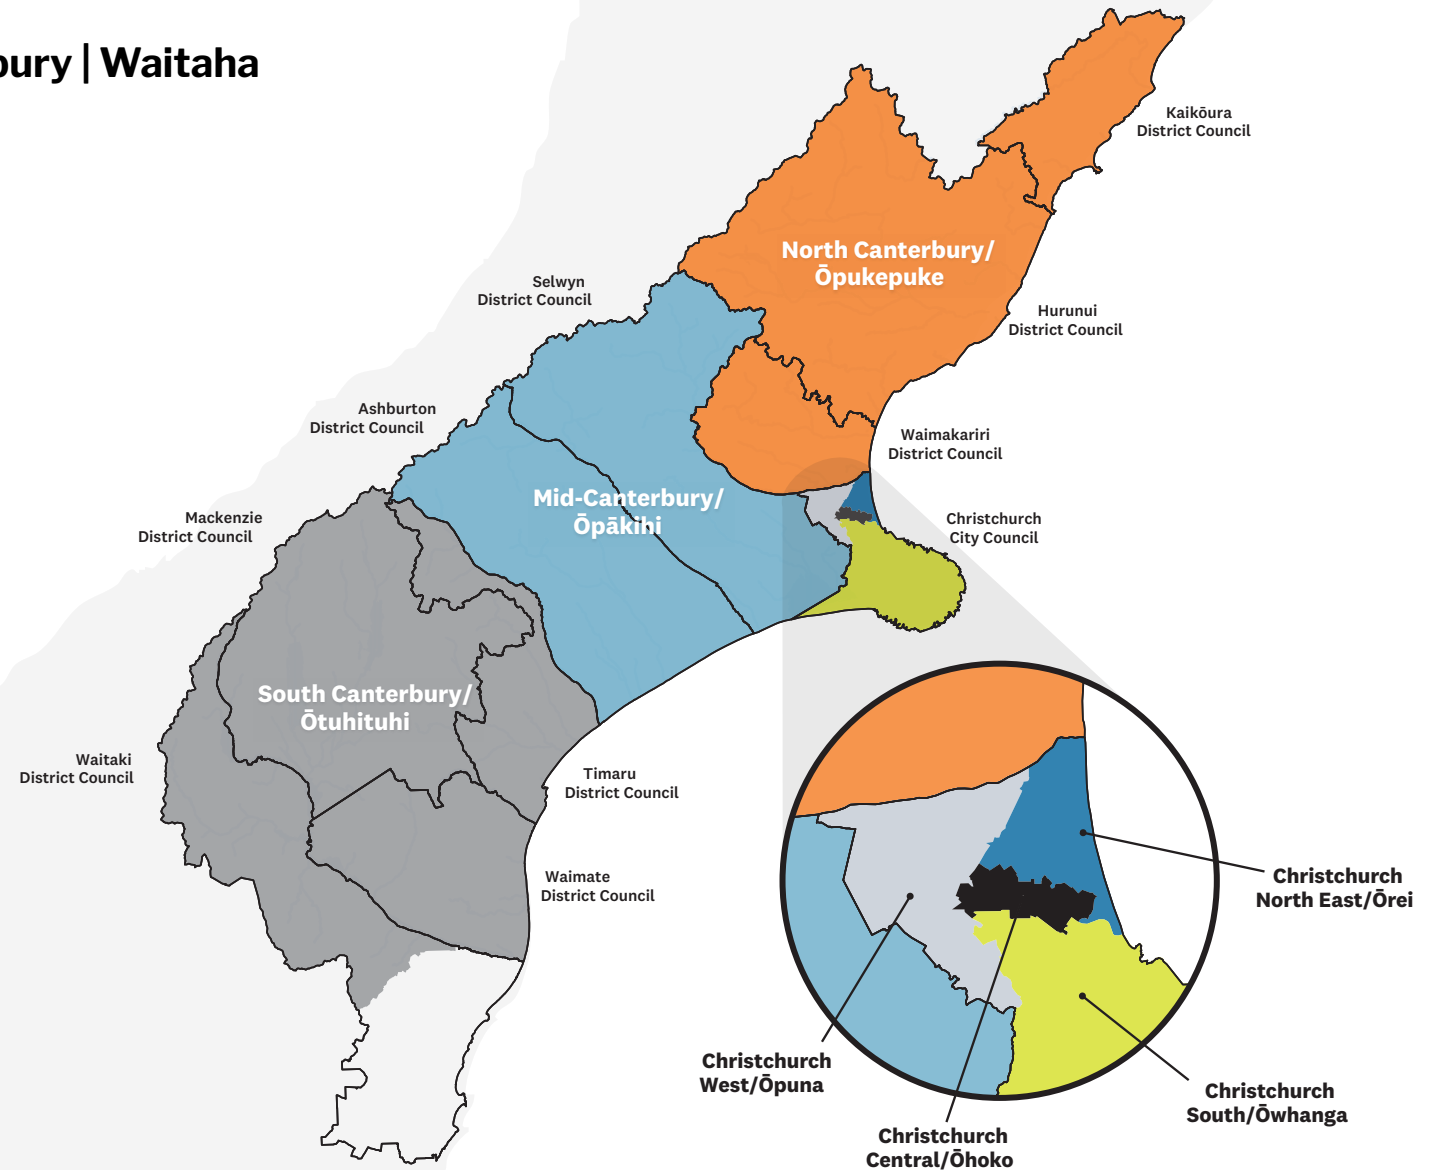 bury | Waitaha
Kaikōura
District Council
North Canterbury/
Ōpukepuke
Selwyn
District Council
Hurunui
District Council
Ashburton
District Council
Waimakariri
District Council
Mid-Canterbury/
Ōpākihi
Mackenzie
District Council
Christchurch
City Council
South Canterbury/
Ōtuhituhi
Waitaki
District Council
Timaru
District Council
Waimate
District Council
Christchurch
North East/Ōrei
Christchurch
West/Ōpuna
Christchurch
South/Ōwhanga
Christchurch
Central/Ōhoko